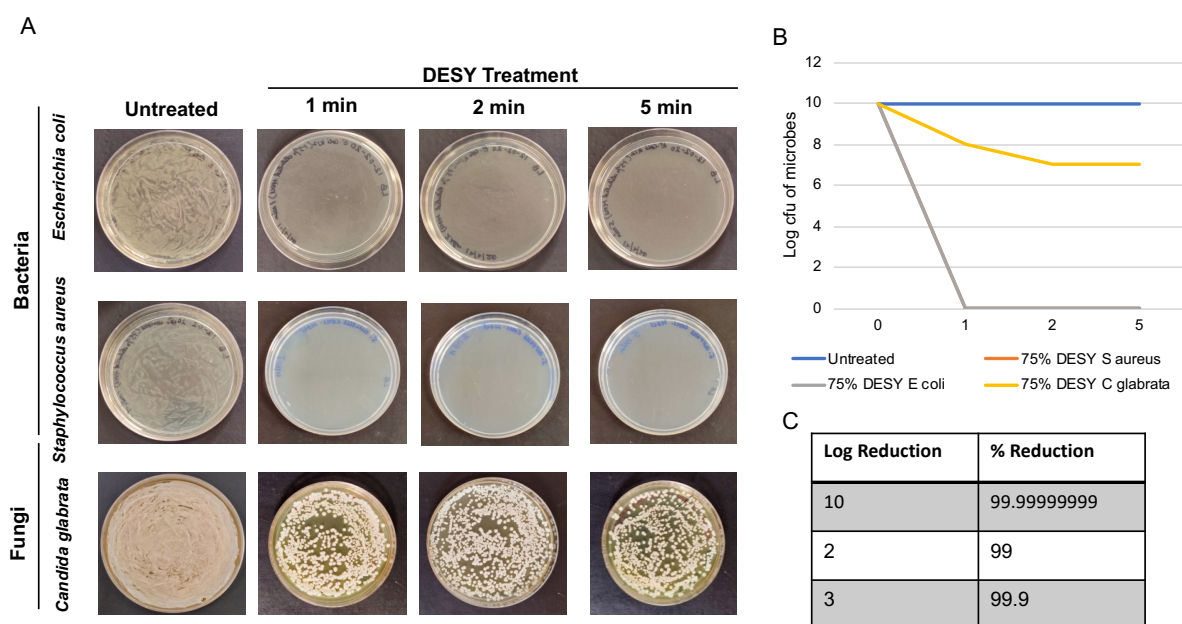 A
DESY Treatment
Untreated
1 min
2 min
5 min
Bacteria
Escherichia coli
Staphylococcus aureus
Fungi
Candida glabrata
B
Log cfu of microbes
12
10
8
6
4
2
0
0
1
2
5
Untreated
75% DESY S aureus
75% DESY E coli
75% DESY C glabrata
C
Log Reduction
% Reduction
10
99.99999999
2
99
3
99.9